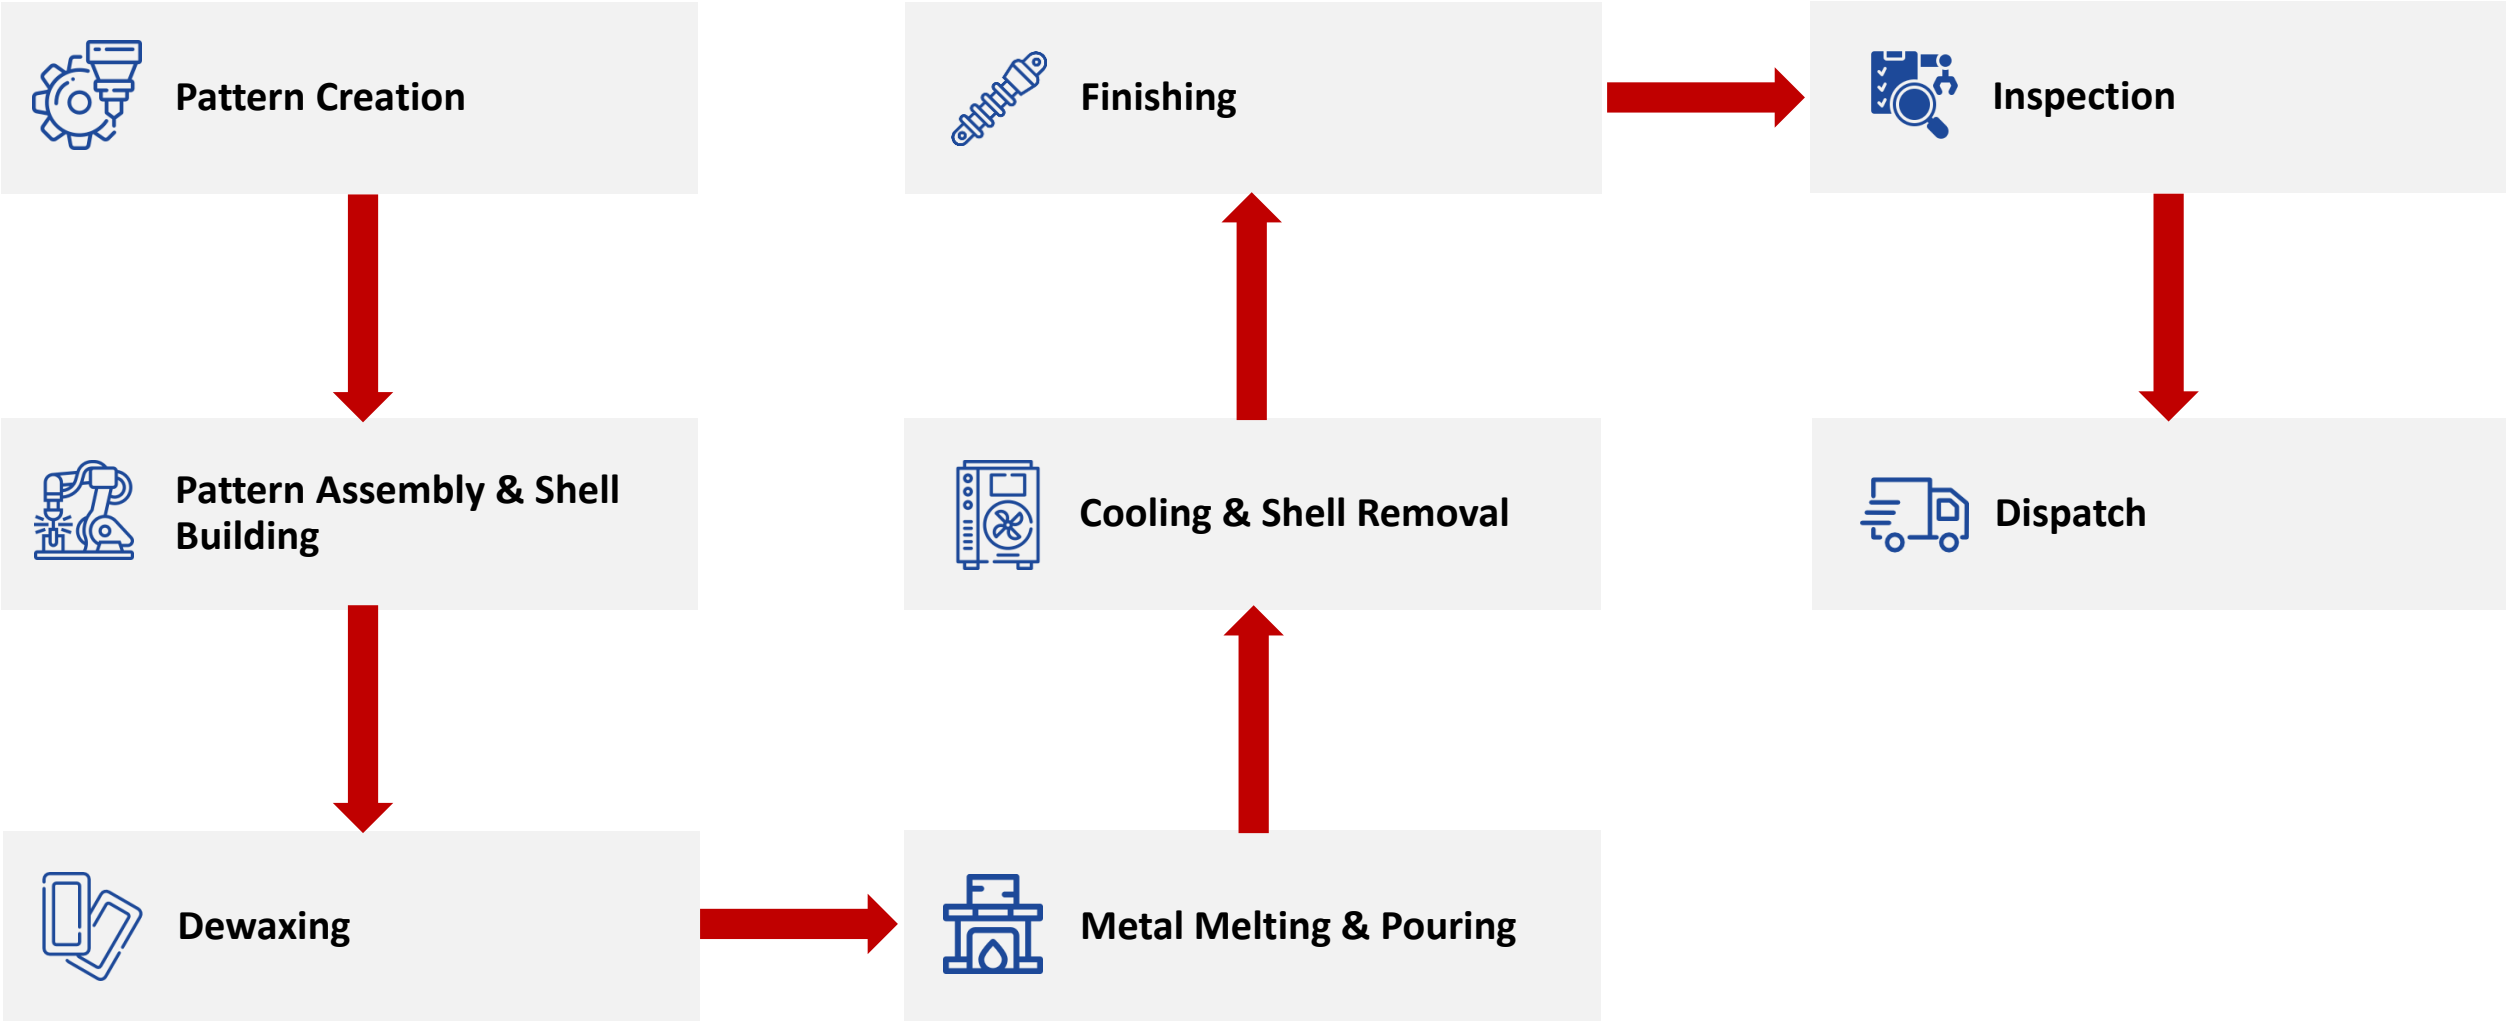 Pattern Creation
Pattern Assembly & Shell
Building
Dewaxing
Metal Melting & Pouring
Cooling & Shell Removal
Finishing
Inspection
Dispatch